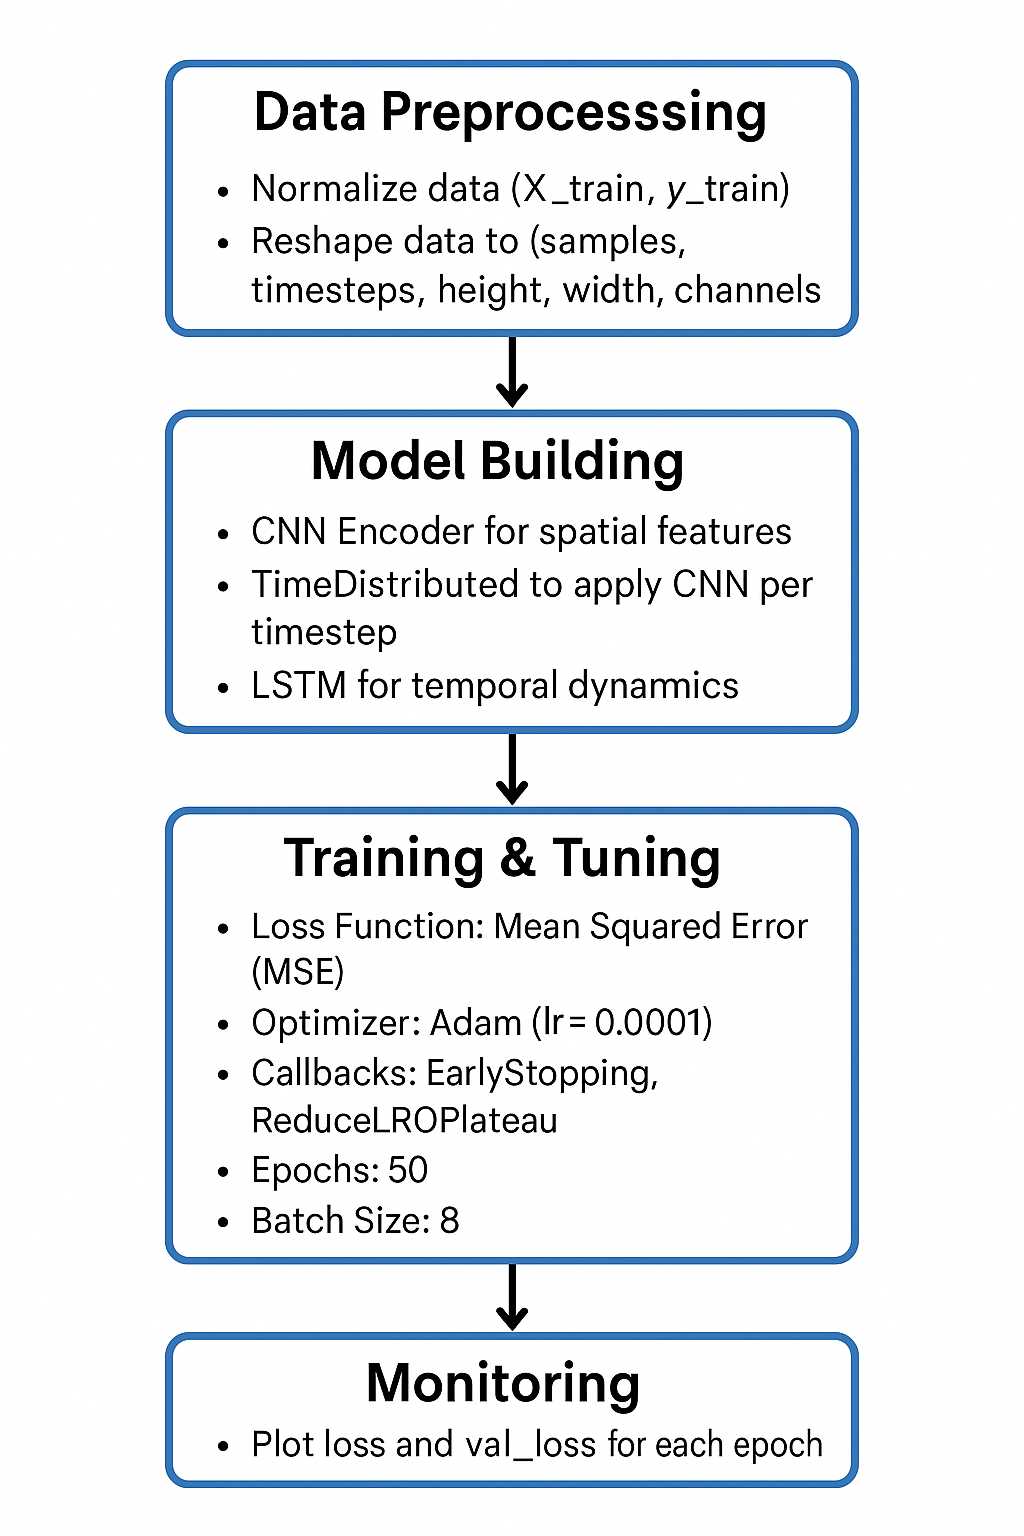 Data Preprocesssing
• Normalize data (X_train, y_train)
• Reshape data to (samples,
timesteps, height, width, channels
Model Building
• CNN Encoder for spatial features
• TimeDistributed to apply CNN per
timestep
• LSTM for temporal dynamics
Training & Tuning
• Loss Function: Mean Squared Error
(MSE)
• Optimizer: Adam (lr = 0.0001)
• Callbacks: EarlyStopping,
ReduceLROPlateau
• Epochs: 50
• Batch Size: 8
Monitoring
• Plot loss and val_loss for each epoch